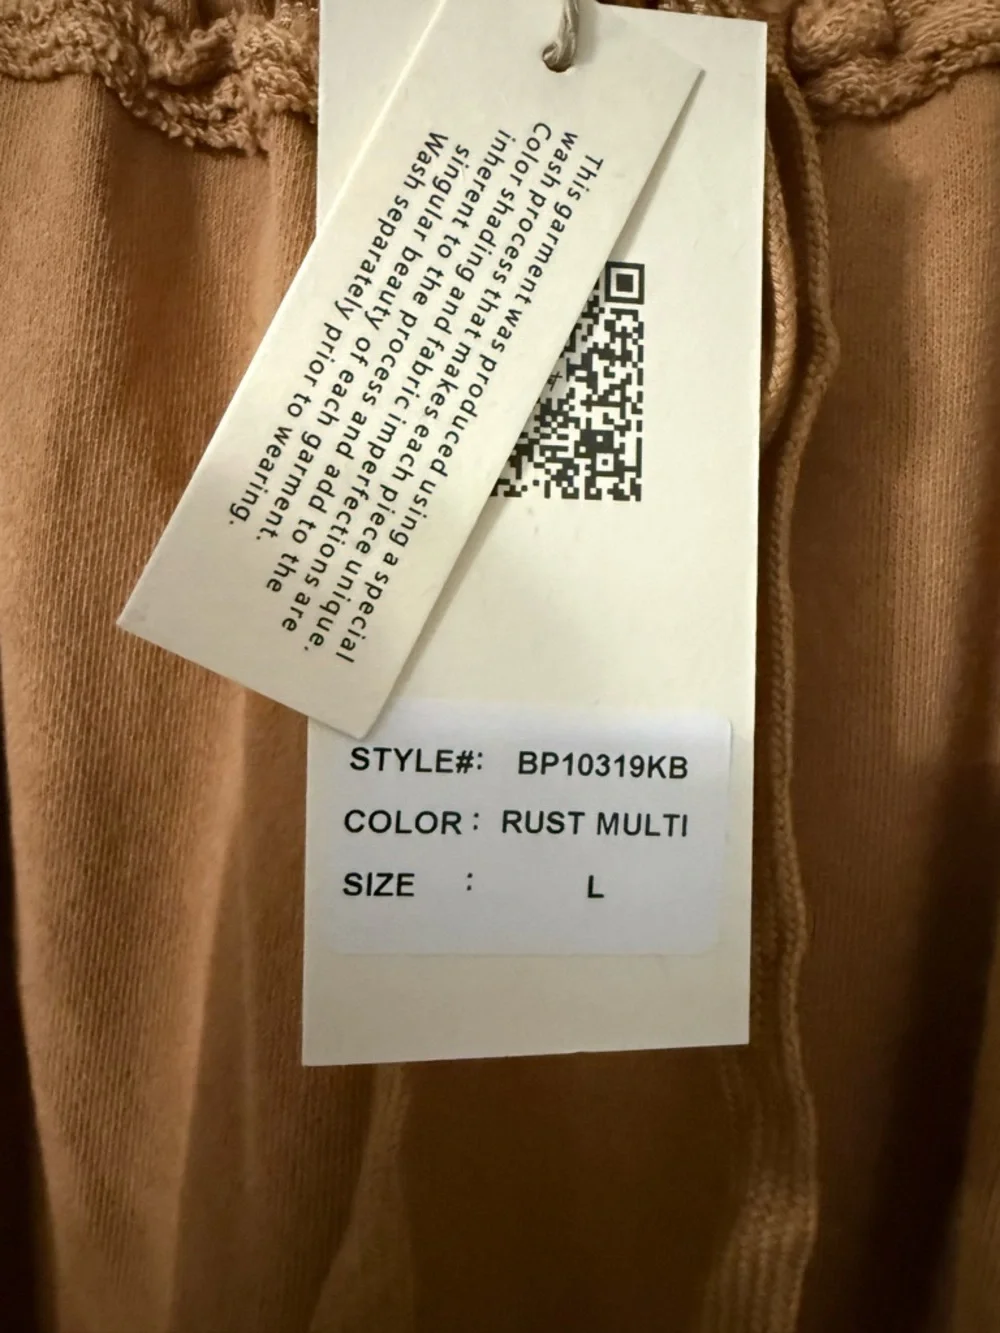 This garment was produced using a special
wash process that makes each piece unique.
Color shading and fabric imperfections are
inherent to the process and add to the
singular beauty of each garment.
Wash separately prior to wearing.
STYLE#: BP10319KB
COLOR : RUST MULTI
SIZE : L